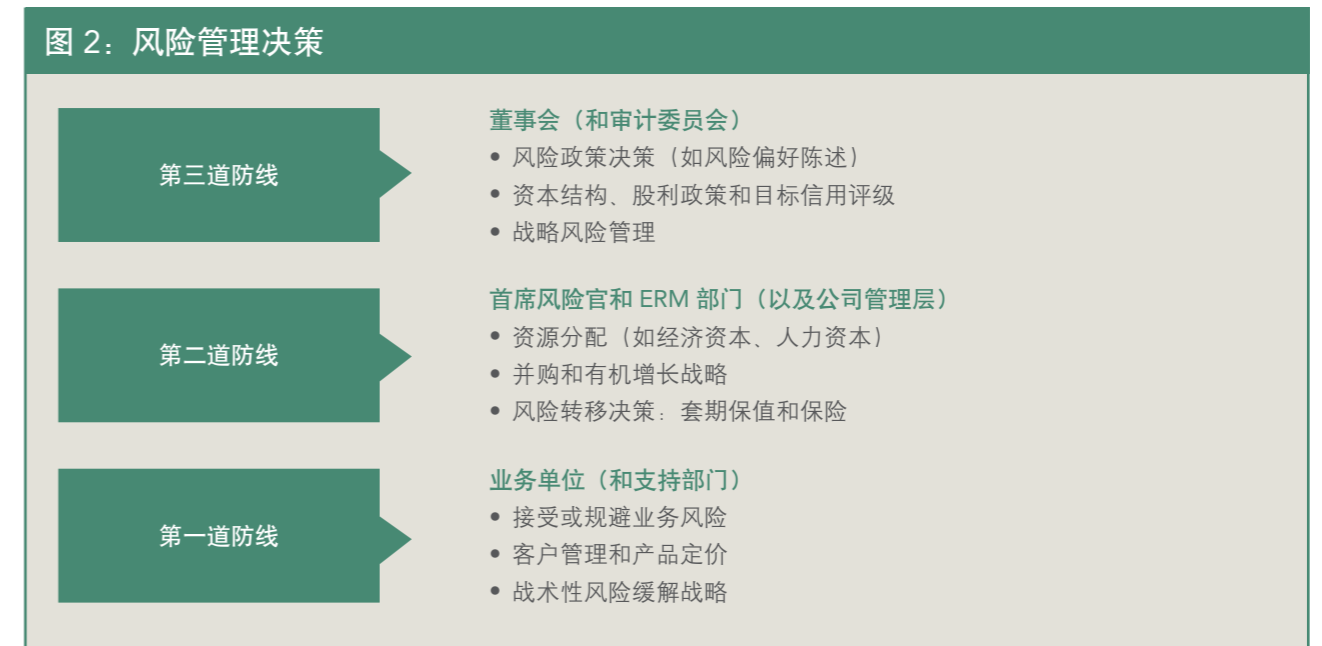 图 2：风险管理决策
第三道防线
董事会（和审计委员会）
• 风险政策决策（如风险偏好陈述）
• 资本结构、股利政策和目标信用评级
• 战略风险管理
第二道防线
首席风险官和 ERM 部门（以及公司管理层）
• 资源分配（如经济资本、人力资本）
• 并购和有机增长战略
• 风险转移决策：套期保值和保险
第一道防线
业务单位（和支持部门）
• 接受或规避业务风险
• 客户管理和产品定价
• 战术性风险缓解战略